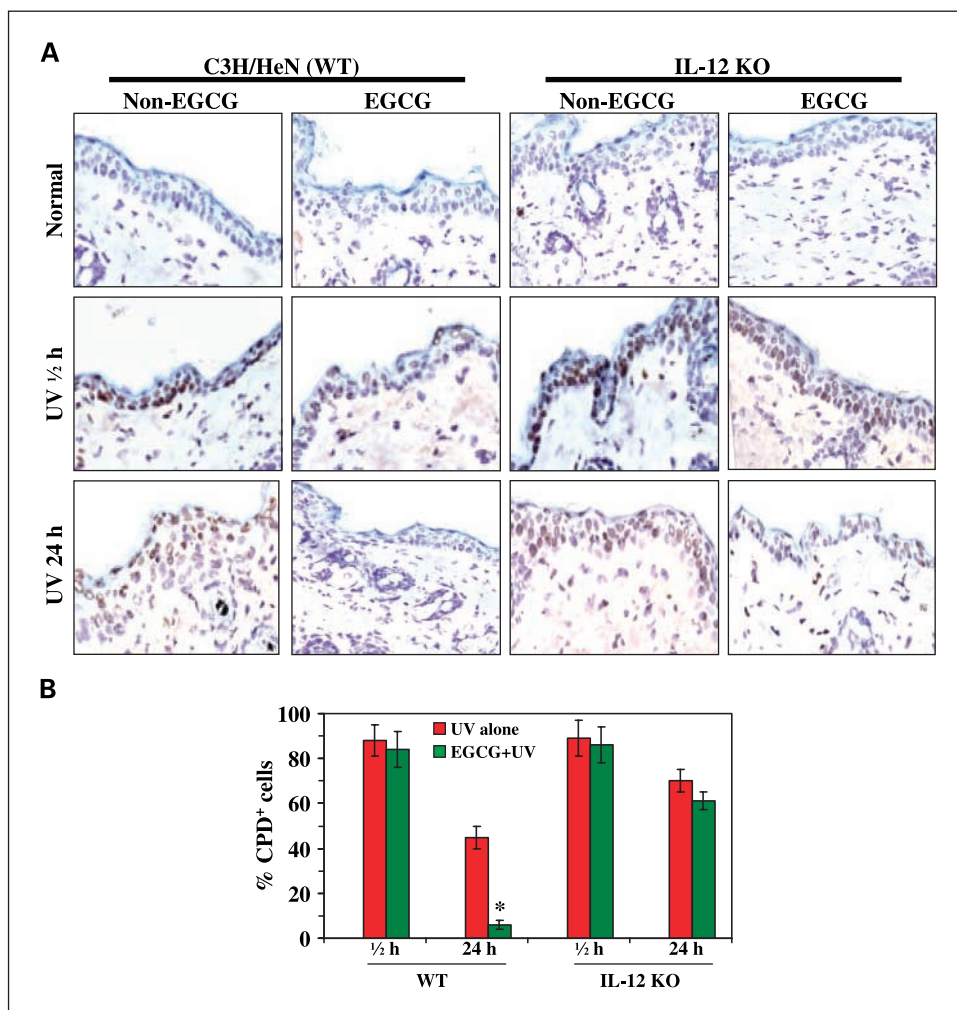 A
C3H/HeN (WT) IL-12 KO
Non-EGCG EGCG Non-EGCG EGCG
Normal
UV ½ h
UV 24 h
B
% CPD+ cells
100
80
60
40
20
0
UV alone
EGCG+UV
*
½ h 24 h ½ h 24 h
WT IL-12 KO